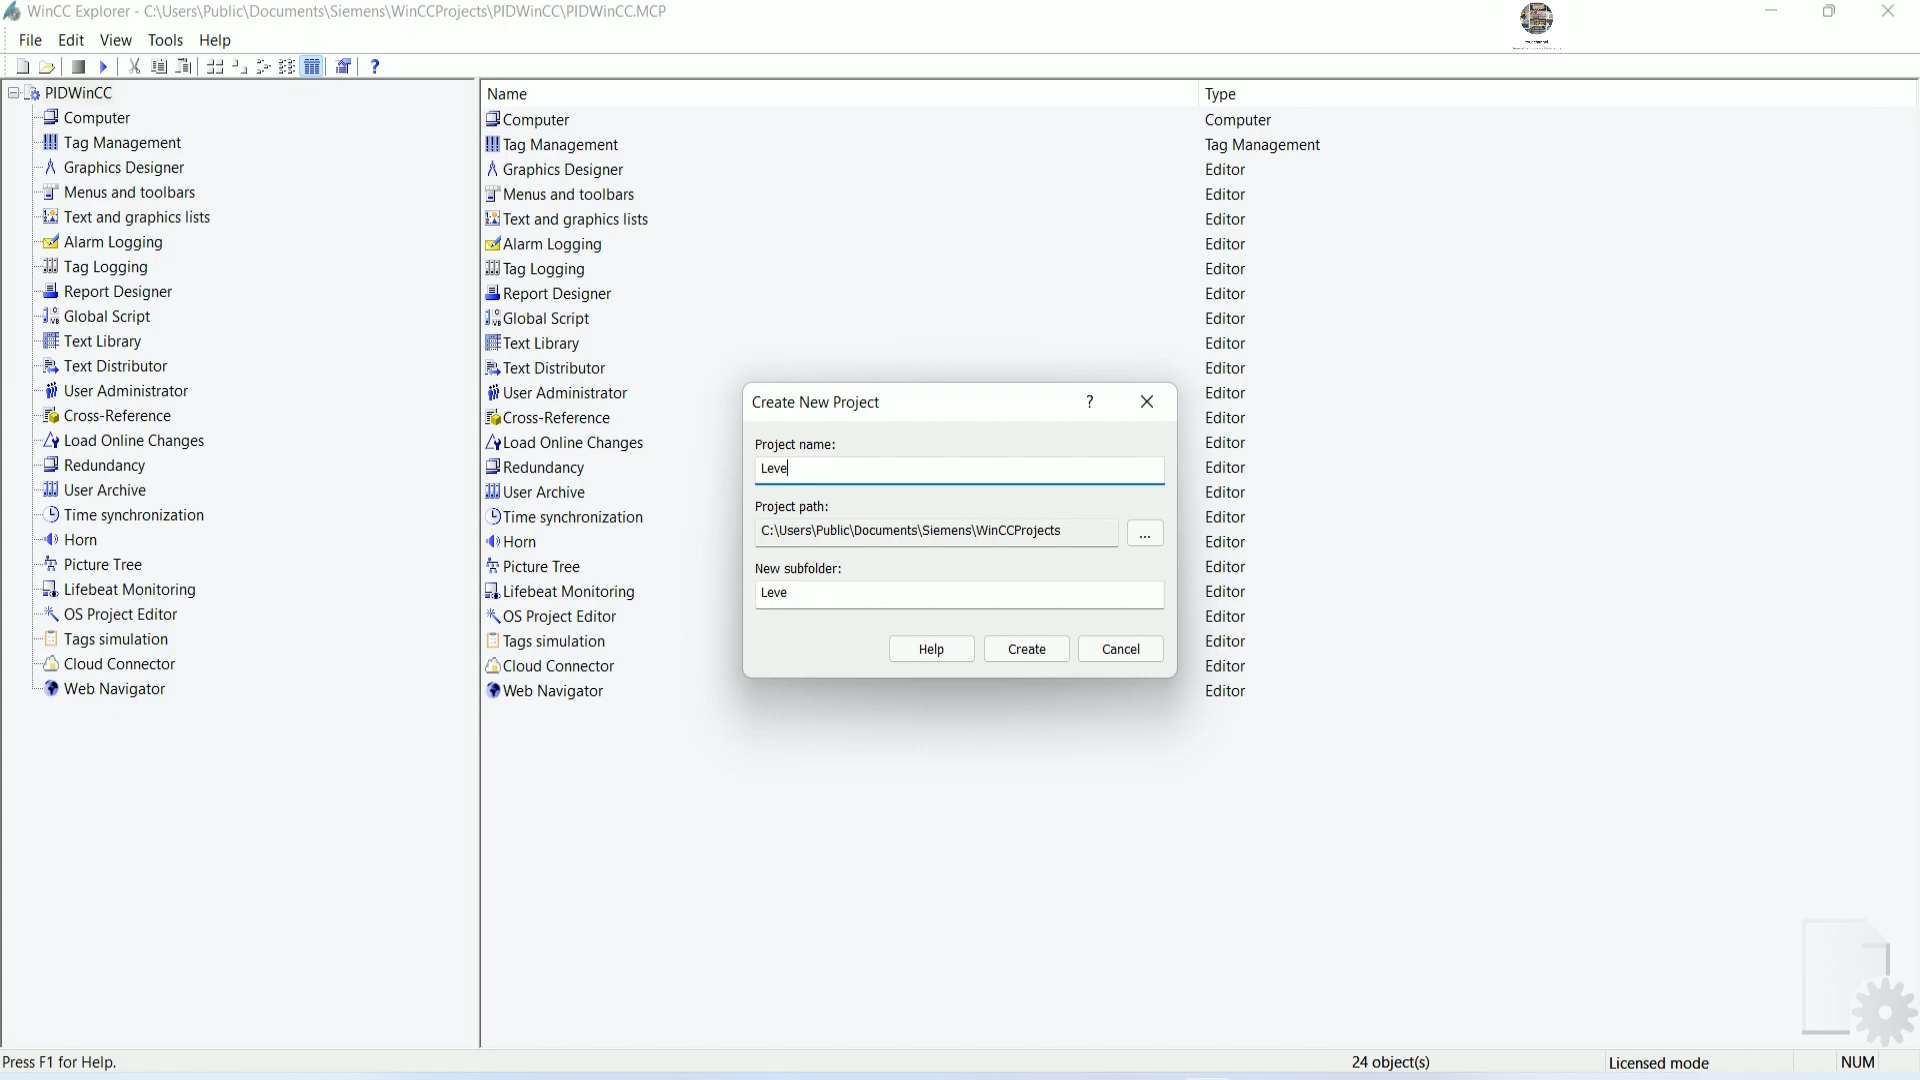 WinCC Explorer - C:\Users\Public\Documents\Siemens\WinCCProjects\PIDWinCC\PIDWinCC.MCP
File Edit View Tools Help
PIDWinCC
Computer
Tag Management
Graphics Designer
Menus and toolbars
Text and graphics lists
Alarm Logging
Tag Logging
Report Designer
Global Script
Text Library
Text Distributor
User Administrator
Cross-Reference
Load Online Changes
Redundancy
User Archive
Time synchronization
Horn
Picture Tree
Lifebeat Monitoring
OS Project Editor
Tags simulation
Cloud Connector
Web Navigator
Name Type
Computer Computer
Tag Management Tag Management
Graphics Designer Editor
Menus and toolbars Editor
Text and graphics lists Editor
Alarm Logging Editor
Tag Logging Editor
Report Designer Editor
Global Script Editor
Text Library Editor
Text Distributor Editor
User Administrator Editor
Cross-Reference Editor
Load Online Changes Editor
Redundancy Editor
User Archive Editor
Time synchronization Editor
Horn Editor
Picture Tree Editor
Lifebeat Monitoring Editor
OS Project Editor Editor
Tags simulation Editor
Cloud Connector Editor
Web Navigator Editor
Create New Project ?
Project name:
Leve
Project path:
C:\Users\Public\Documents\Siemens\WinCCProjects ...
New subfolder:
Leve
Help Create Cancel
Press F1 for Help. 24 object(s) Licensed mode NUM